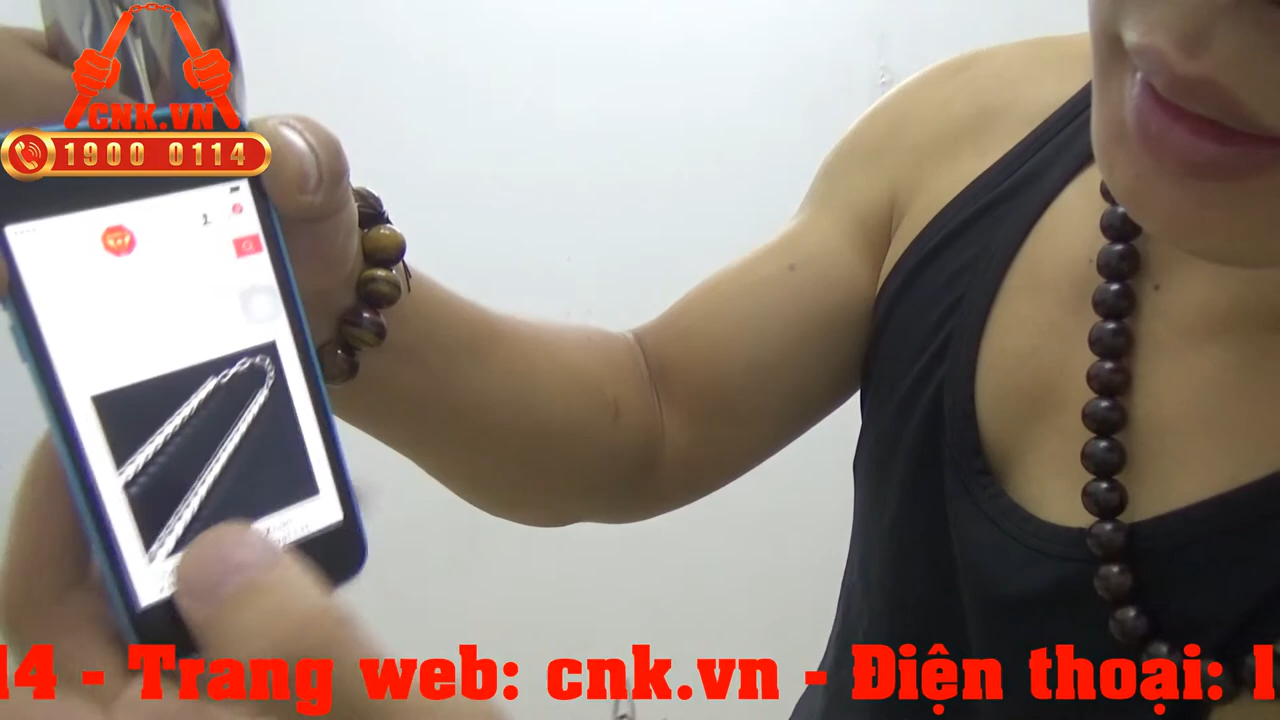 CNK.VN
1900 0114
14 - Trang web: cnk.vn - Điện thoại: 1